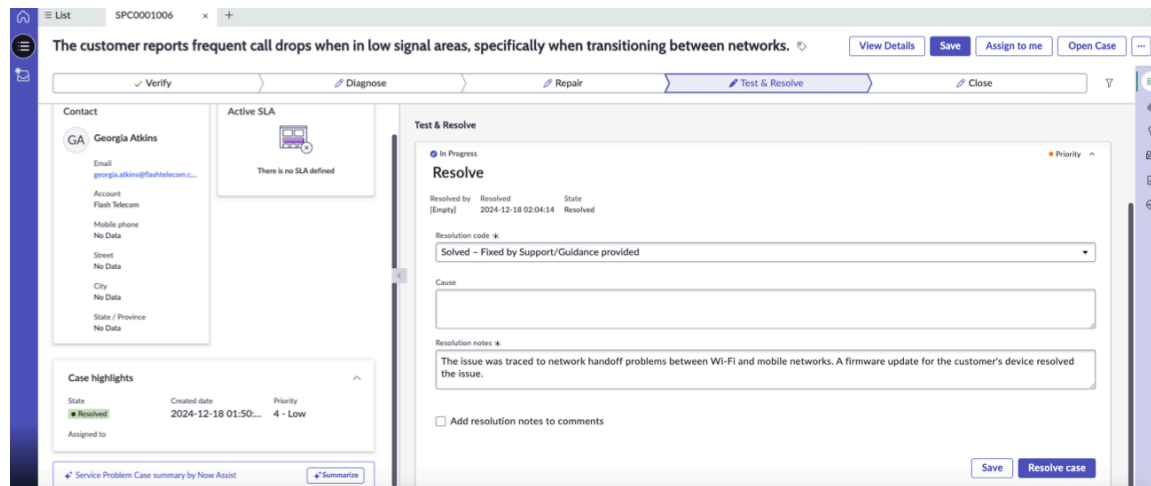 List
SPC0001006
The customer reports frequent call drops when in low signal areas, specifically when transitioning between networks.
View Details
Save
Assign to me
Open Case
Verify
Diagnose
Repair
Test & Resolve
Close
Contact
GA
Georgia Atkins
Email
georgia.atkins@flashtelecom.c...
Account
Flash Telecom
Mobile phone
No Data
Street
No Data
City
No Data
State / Province
No Data
Active SLA
There is no SLA defined
Case highlights
State
Created date
Priority
Resolved
2024-12-18 01:50:...
4 - Low
Assigned to
Service Problem Case summary by Now Assist
Summarize
Test & Resolve
In Progress
Priority
Resolve
Resolved by
Resolved
State
[Empty]
2024-12-18 02:04:14
Resolved
Resolution code *
Solved – Fixed by Support/Guidance provided
Cause
Resolution notes *
The issue was traced to network handoff problems between Wi-Fi and mobile networks. A firmware update for the customer's device resolved
the issue.
Add resolution notes to comments
Save
Resolve case